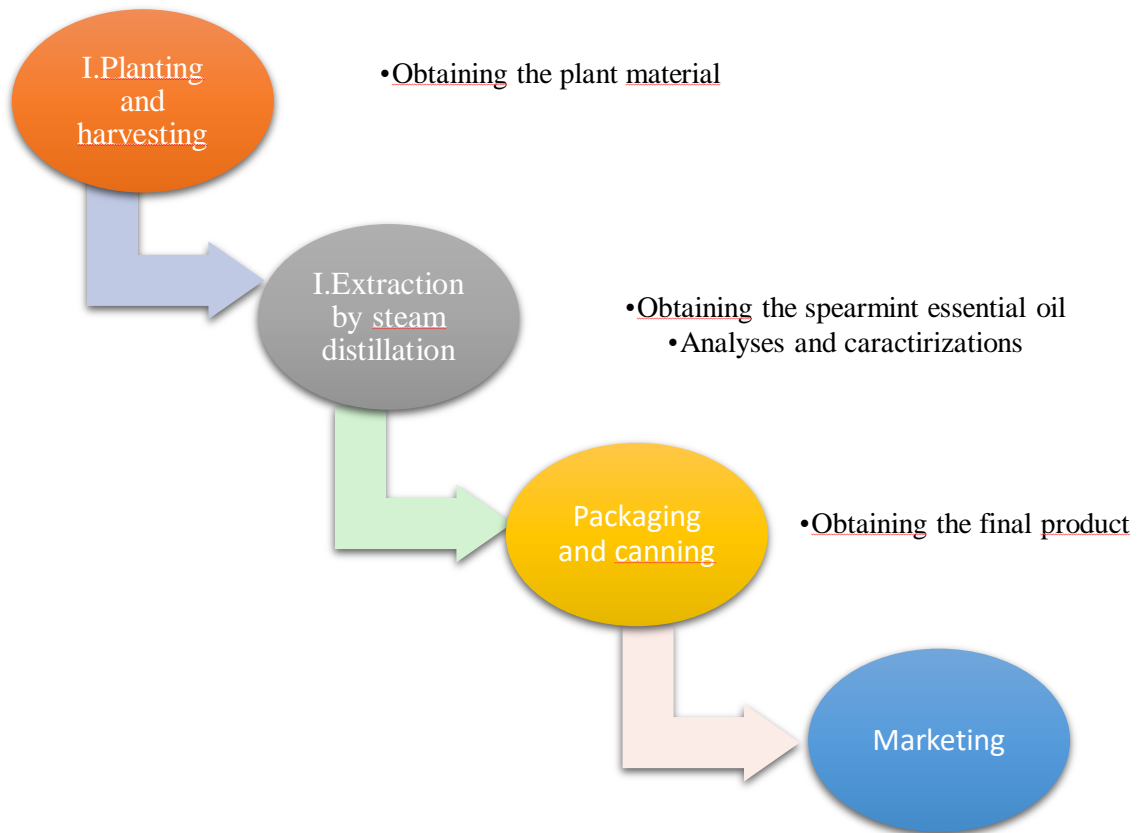 I.Planting
and
harvesting
•Obtaining the plant material
I.Extraction
by steam
distillation
•Obtaining the spearmint essential oil
•Analyses and caractirizations
Packaging
and canning
•Obtaining the final product
Marketing